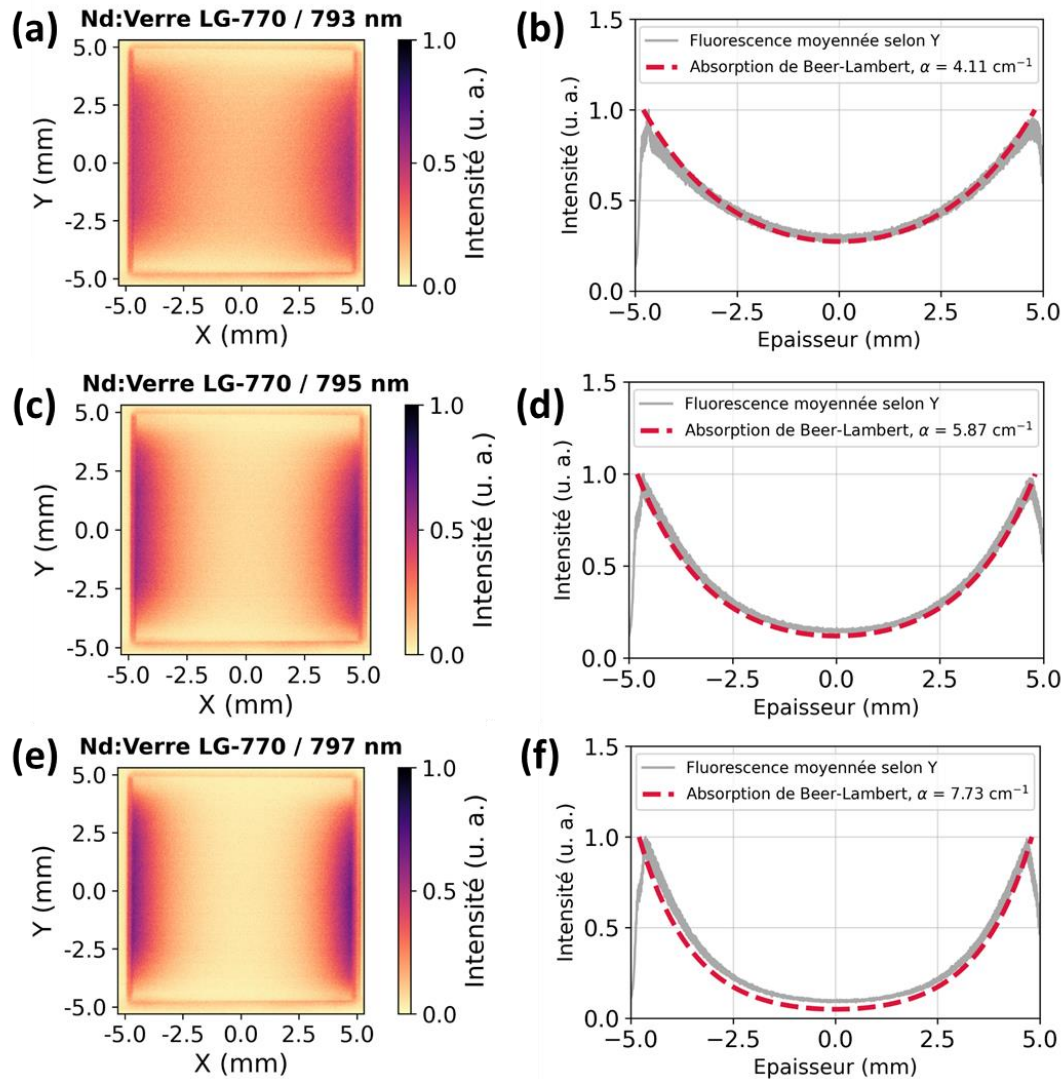 (a)
Nd:Verre LG-770 / 793 nm
5.0
2.5
0.0
-2.5
-5.0
Y (mm)
-5.0 -2.5 0.0 2.5 5.0
X (mm)
1.0
0.5
0.0
Intensité (u. a.)
(b)
Fluorescence moyennée selon Y
Absorption de Beer-Lambert, α = 4.11 cm⁻¹
1.5
1.0
0.5
0.0
Intensité (u. a.)
−5.0 −2.5 0.0 2.5 5.0
Epaisseur (mm)
(c)
Nd:Verre LG-770 / 795 nm
5.0
2.5
0.0
-2.5
-5.0
Y (mm)
-5.0 -2.5 0.0 2.5 5.0
X (mm)
1.0
0.5
0.0
Intensité (u. a.)
(d)
Fluorescence moyennée selon Y
Absorption de Beer-Lambert, α = 5.87 cm⁻¹
1.5
1.0
0.5
0.0
Intensité (u. a.)
−5.0 −2.5 0.0 2.5 5.0
Epaisseur (mm)
(e)
Nd:Verre LG-770 / 797 nm
5.0
2.5
0.0
-2.5
-5.0
Y (mm)
-5.0 -2.5 0.0 2.5 5.0
X (mm)
1.0
0.5
0.0
Intensité (u. a.)
(f)
Fluorescence moyennée selon Y
Absorption de Beer-Lambert, α = 7.73 cm⁻¹
1.5
1.0
0.5
0.0
Intensité (u. a.)
−5.0 −2.5 0.0 2.5 5.0
Epaisseur (mm)